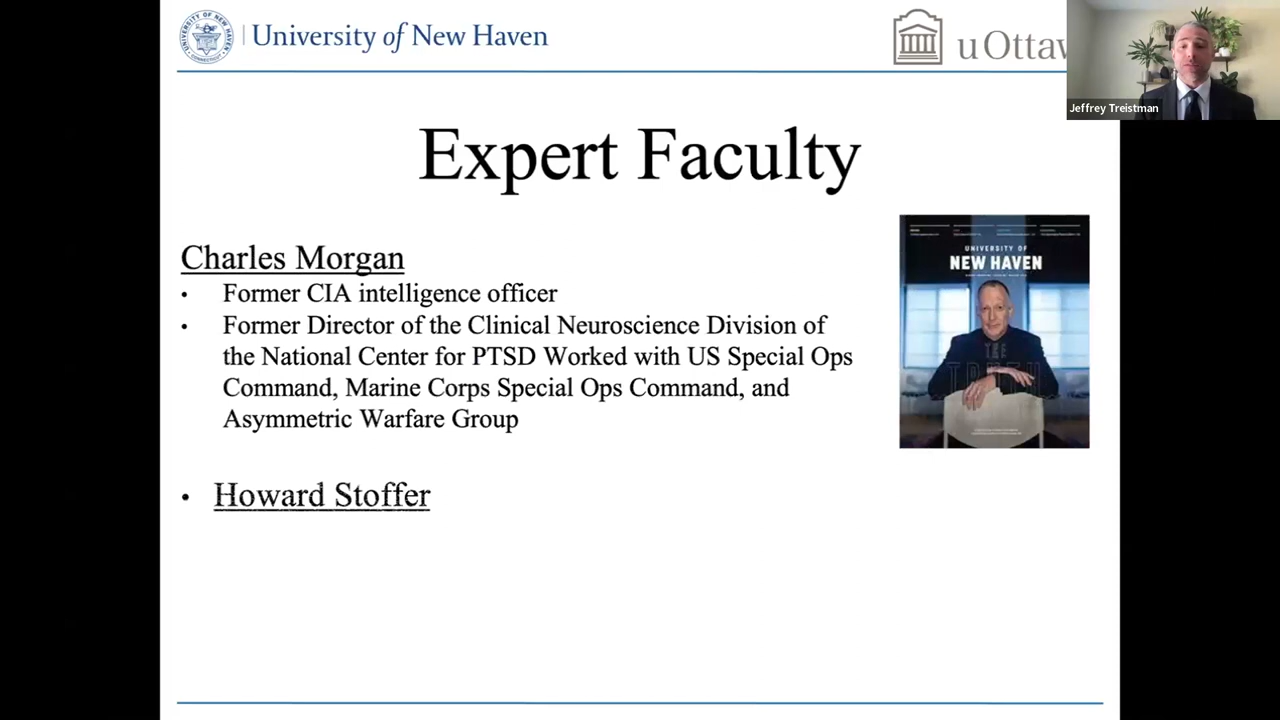 University of New Haven
uOttaw
Jeffrey Treistman
Expert Faculty
Charles Morgan
• Former CIA intelligence officer
• Former Director of the Clinical Neuroscience Division of
the National Center for PTSD Worked with US Special Ops
Command, Marine Corps Special Ops Command, and
Asymmetric Warfare Group
UNIVERSITY OF
NEW HAVEN
TRUTH
• Howard Stoffer